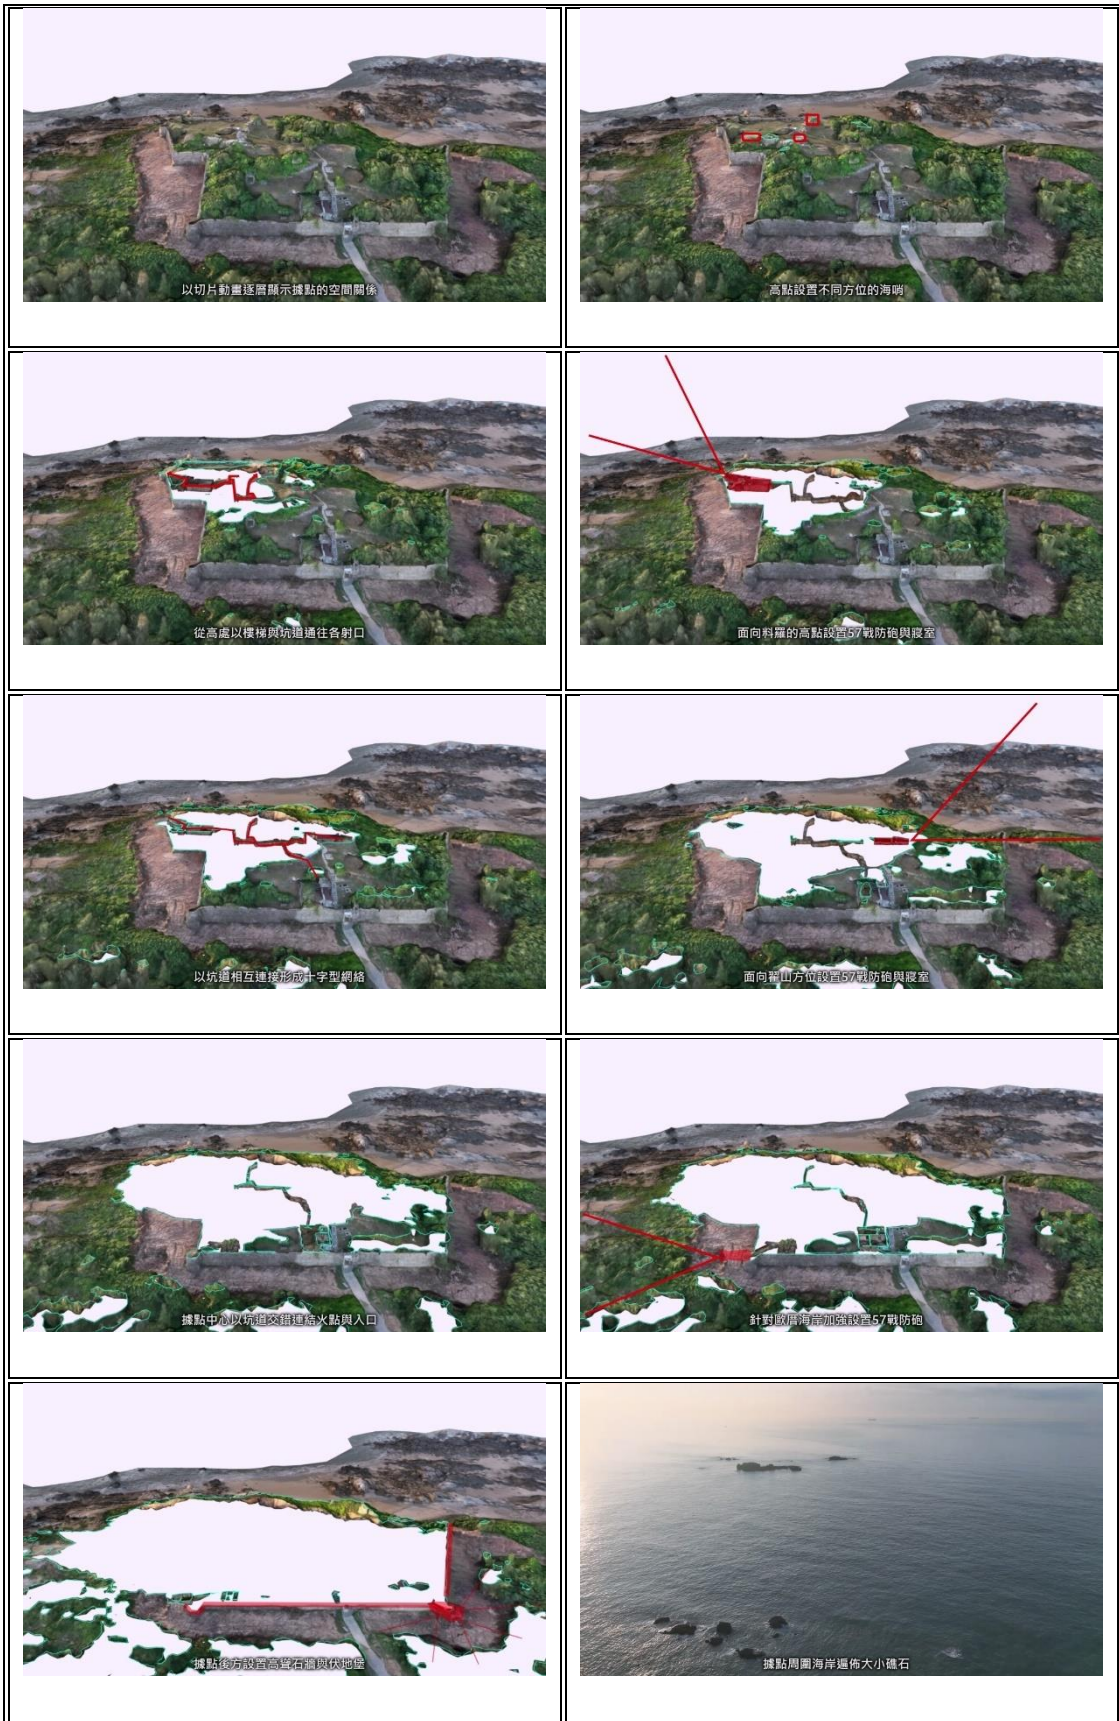 以切片動畫逐層顯示據點的空間關係
高點設置不同方位的海哨
從高處以樓梯與坑道通往各射口
面向料羅的高點設置57戰防砲與寢室
以坑道相互連接形成十字型網絡
面向翟山方位設置57戰防砲與寢室
據點中心以坑道交錯連結火點與入口
針對歐厝海岸加強設置57戰防砲
據點後方設置高聳石牆與伏地堡
據點周圍海岸遍佈大小礁石